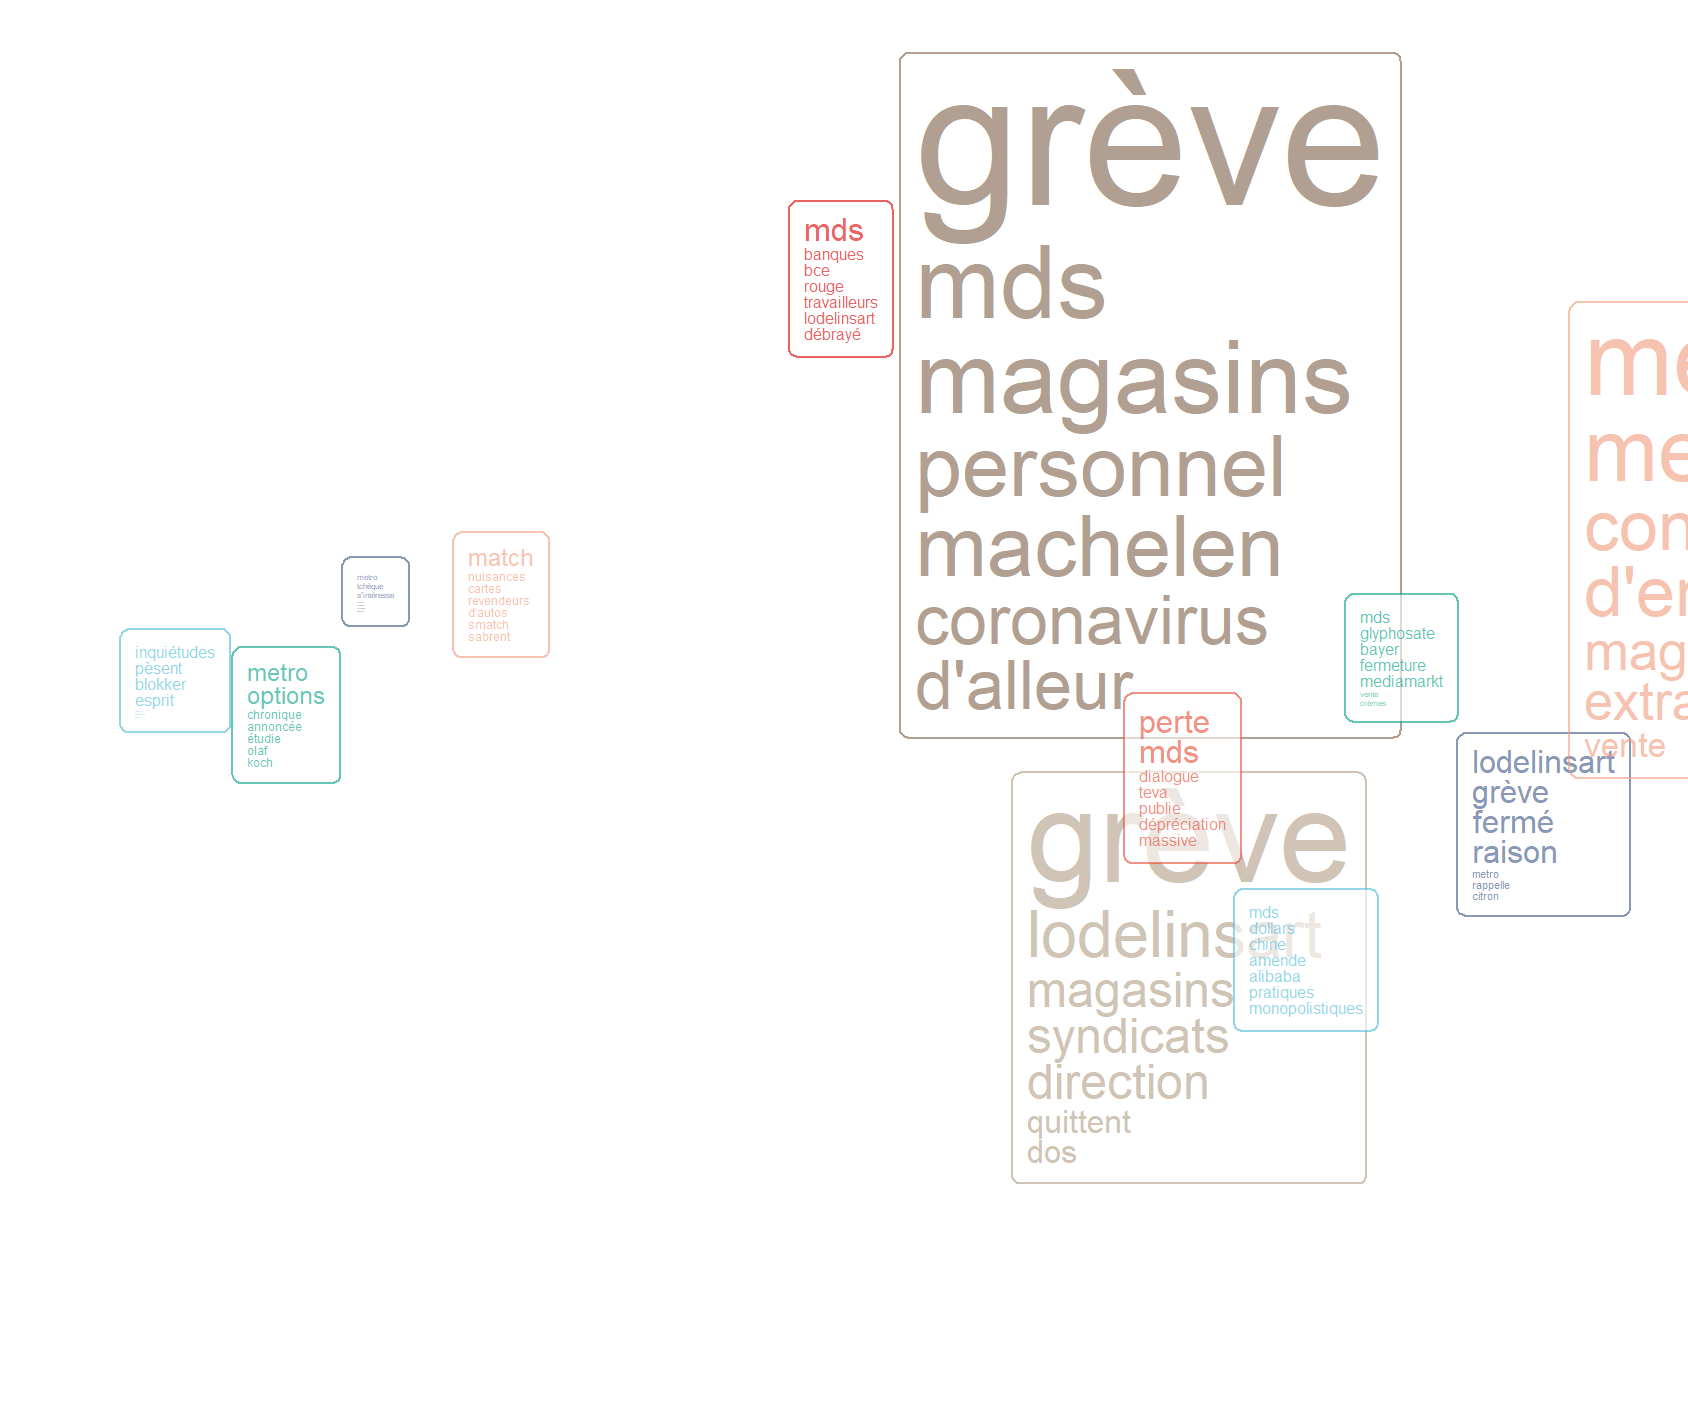 grève
mds
magasins
personnel
machelen
coronavirus
d'alleur
mds
banques
bce
rouge
travailleurs
lodelinsart
débrayé
match
nuisances
cartes
revendeurs
d'autos
smatch
sabrent
metro
tchèque
s'intéresse
inquiétudes
pèsent
blokker
esprit
metro
options
chronique
annoncée
étudie
olaf
koch
mds
glyphosate
bayer
fermeture
mediamarkt
vente
crèmes
me
me
con
d'er
mag
extra
vente
perte
mds
dialogue
teva
publie
dépréciation
massive
lodelinsart
grève
fermé
raison
metro
rappelle
citron
grève
lodelinsart
magasins
syndicats
direction
quittent
dos
mds
dollars
chine
amende
alibaba
pratiques
monopolistiques